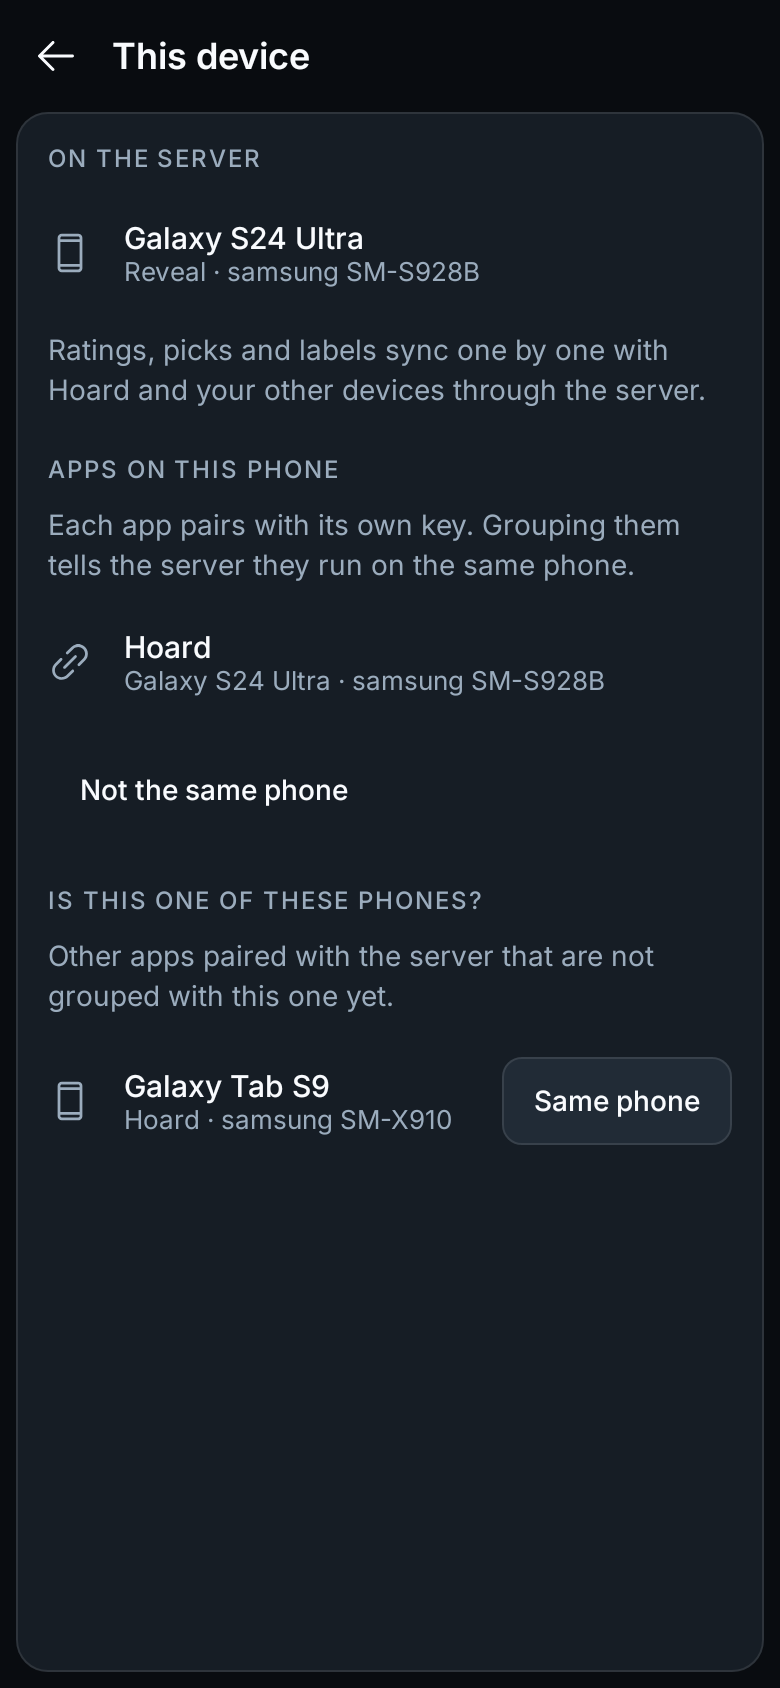 This device
ON THE SERVER
Galaxy S24 Ultra
Reveal · samsung SM-S928B
Ratings, picks and labels sync one by one with
Hoard and your other devices through the server.
APPS ON THIS PHONE
Each app pairs with its own key. Grouping them
tells the server they run on the same phone.
Hoard
Galaxy S24 Ultra · samsung SM-S928B
Not the same phone
IS THIS ONE OF THESE PHONES?
Other apps paired with the server that are not
grouped with this one yet.
Galaxy Tab S9
Hoard · samsung SM-X910
Same phone